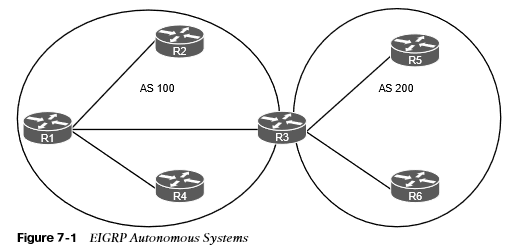 R2
R5
AS 100
AS 200
R1
R3
R4
R6
Figure 7-1 EIGRP Autonomous Systems